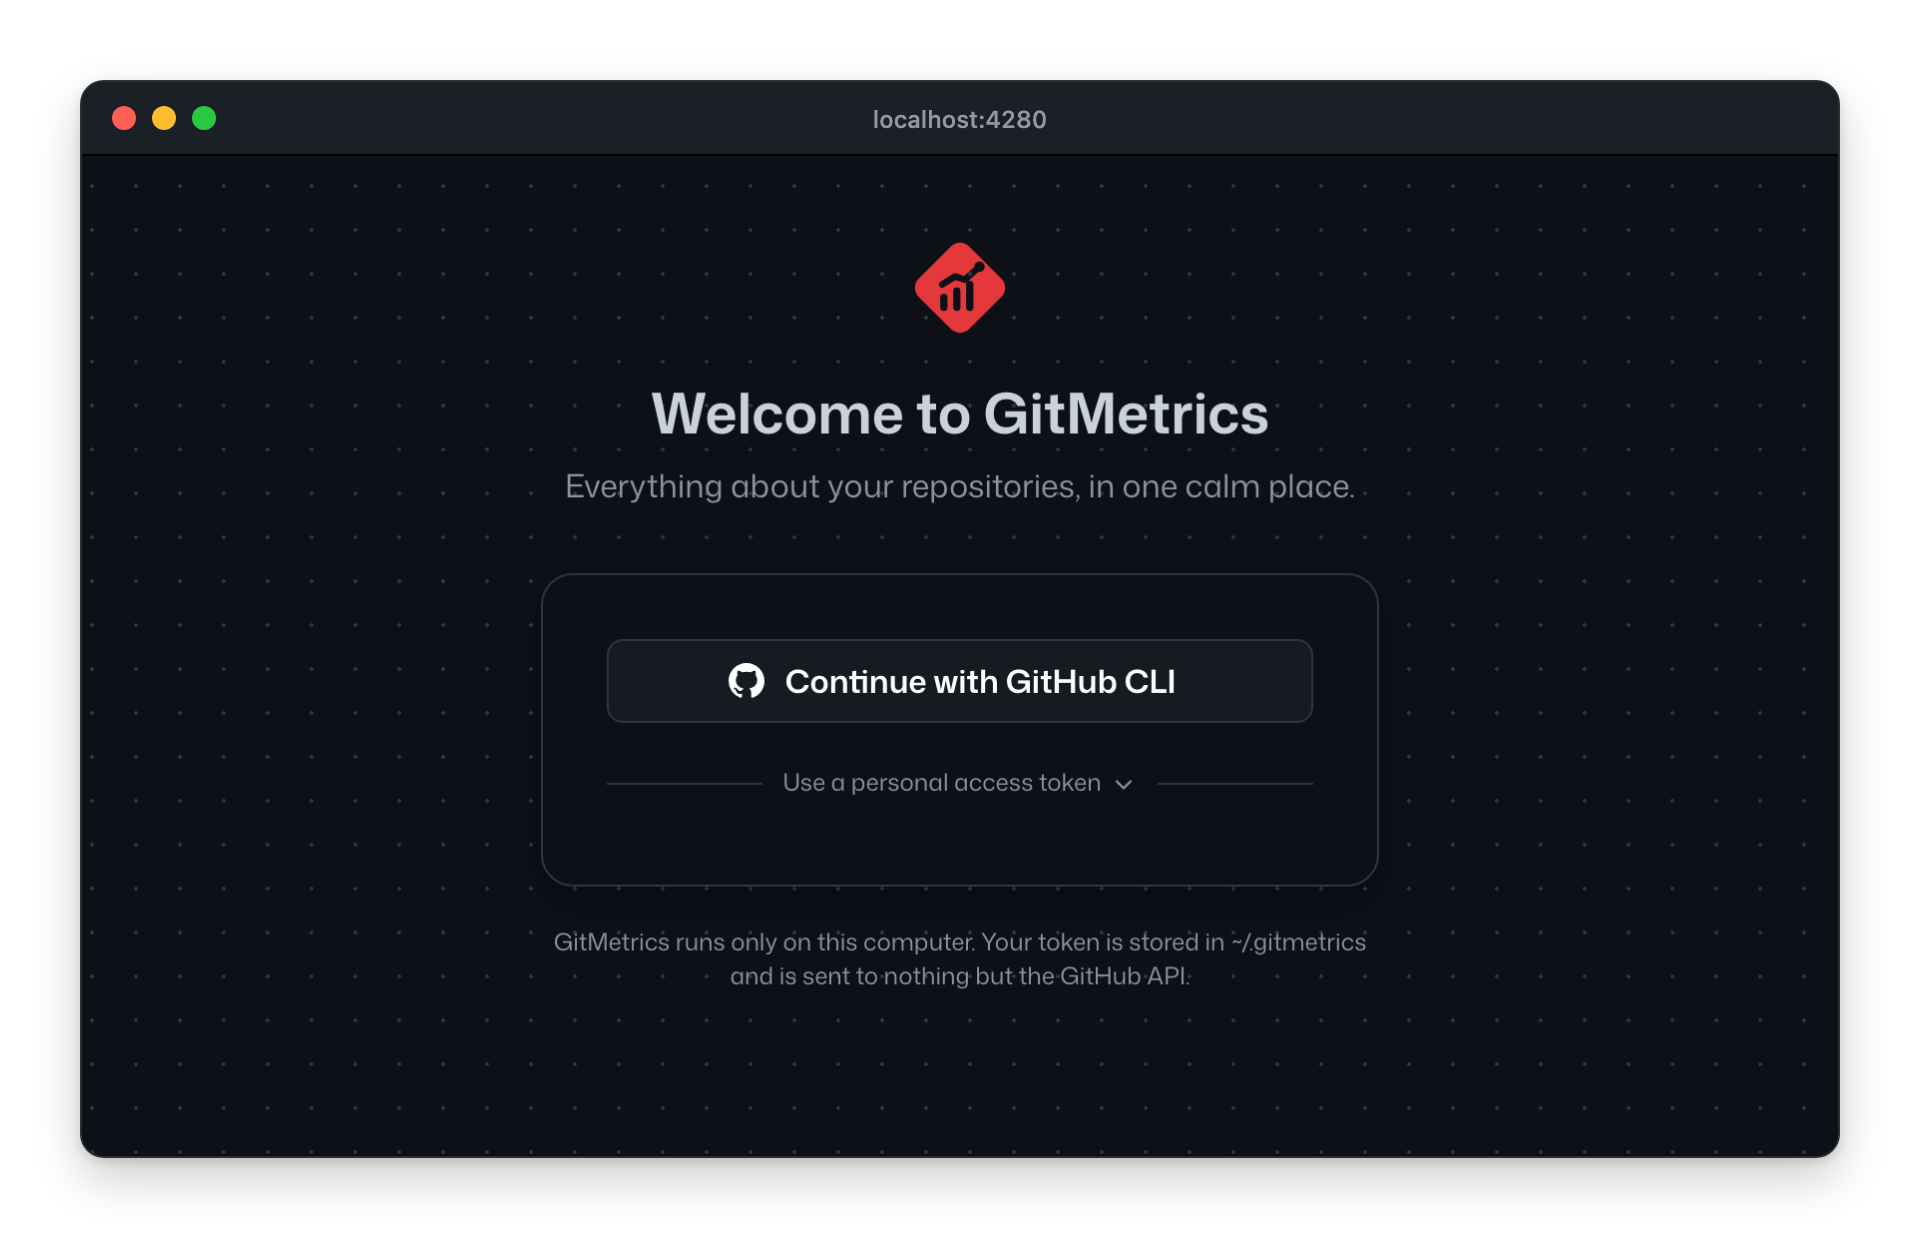 localhost:4280
Welcome to GitMetrics
Everything about your repositories, in one calm place.
Continue with GitHub CLI
Use a personal access token
GitMetrics runs only on this computer. Your token is stored in ~/.gitmetrics
and is sent to nothing but the GitHub API.